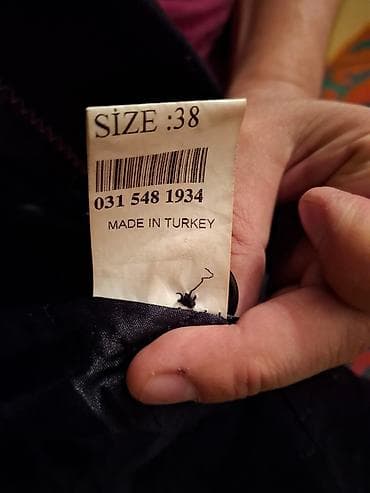 SİZE :38
031 548 1934
MADE IN TURKEY